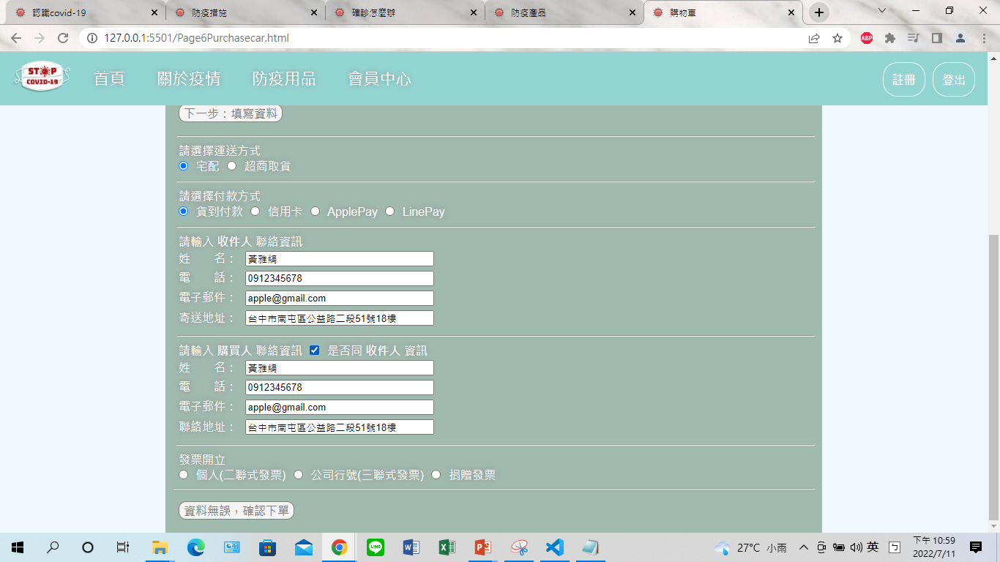 認識covid-19
防疫措施
確診怎麼辦
防疫產品
購物車
127.0.0.1:5501/Page6Purchasecar.html
ABP
STOP
COVID-19
首頁 關於疫情 防疫用品 會員中心
註冊 登出
下一步：填寫資料
請選擇運送方式
宅配 超商取貨
請選擇付款方式
貨到付款 信用卡 ApplePay LinePay
請輸入 收件人 聯絡資訊
姓 名： 黃雅絹
電 話： 0912345678
電子郵件： apple@gmail.com
寄送地址： 台中市南屯區公益路二段51號18樓
請輸入 購買人 聯絡資訊 是否同 收件人 資訊
姓 名： 黃雅絹
電 話： 0912345678
電子郵件： apple@gmail.com
聯絡地址： 台中市南屯區公益路二段51號18樓
發票開立
個人(二聯式發票) 公司行號(三聯式發票) 捐贈發票
資料無誤，確認下單
27°C 小雨
英
下午 10:59
2022/7/11